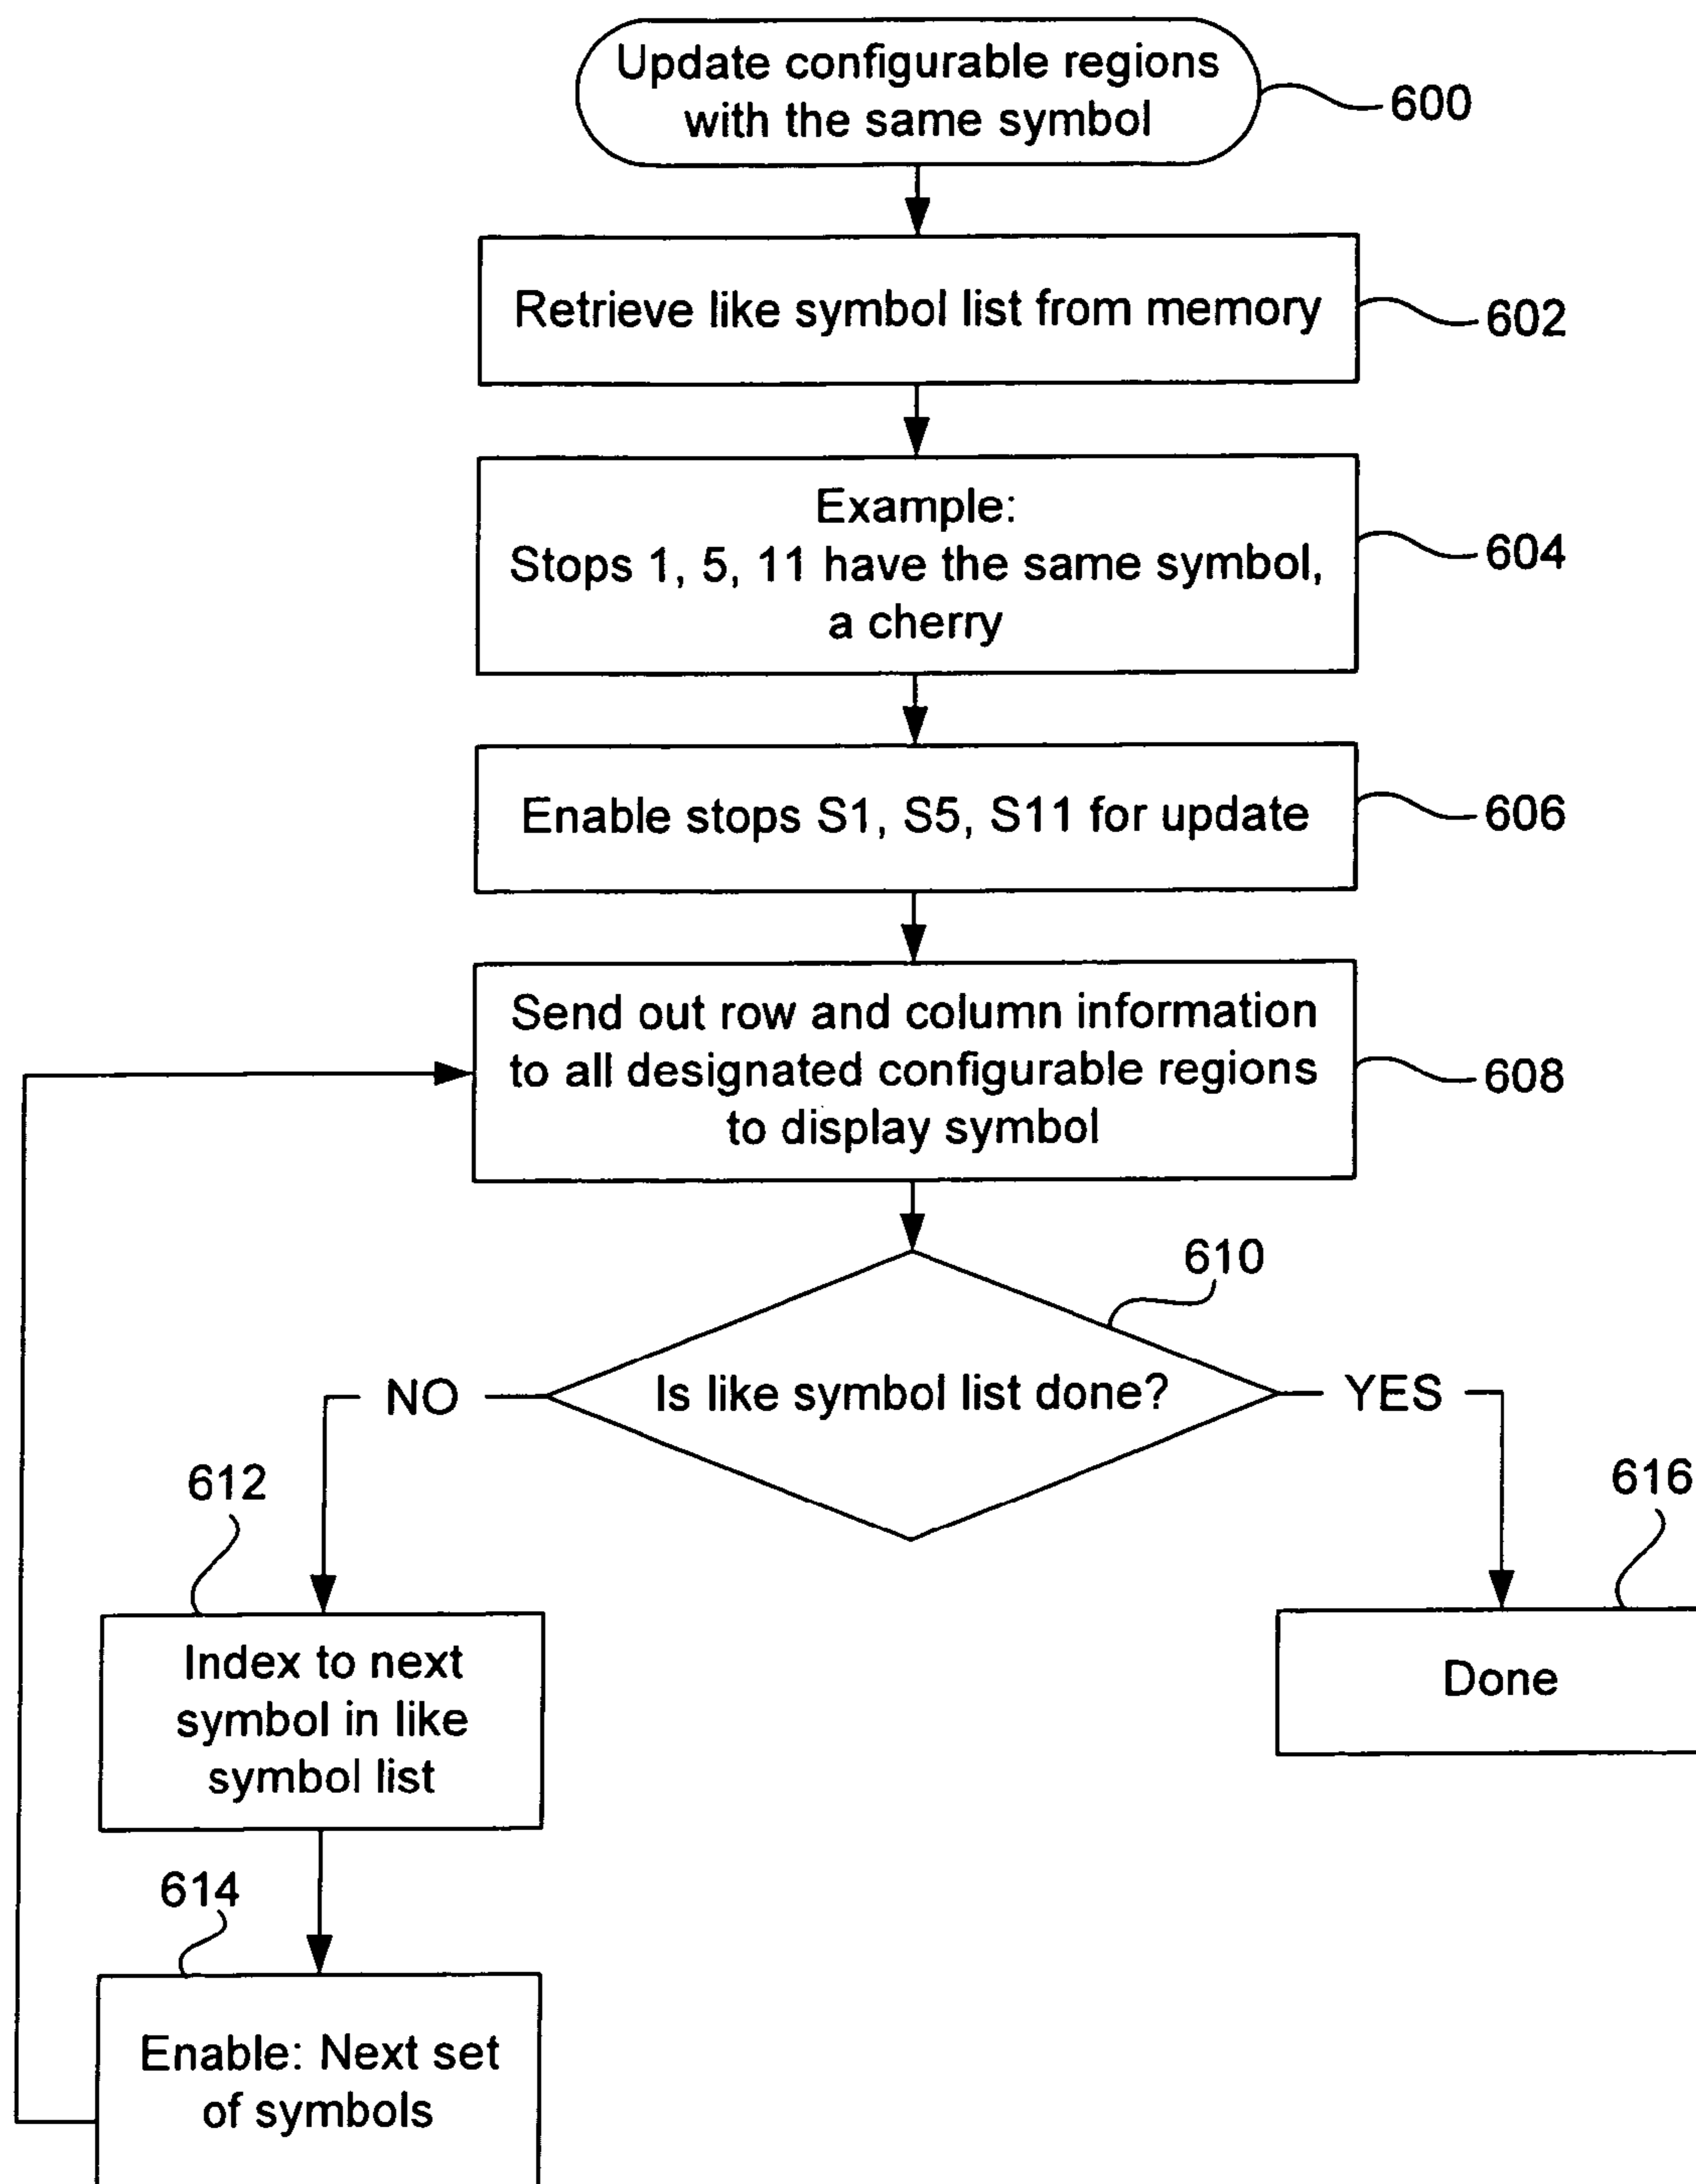 Update configurable regions
with the same symbol
600
Retrieve like symbol list from memory
602
Example:
Stops 1, 5, 11 have the same symbol,
a cherry
604
Enable stops S1, S5, S11 for update
606
Send out row and column information
to all designated configurable regions
to display symbol
608
610
Is like symbol list done?
NO
YES
612
616
Index to next
symbol in like
symbol list
Done
614
Enable: Next set
of symbols